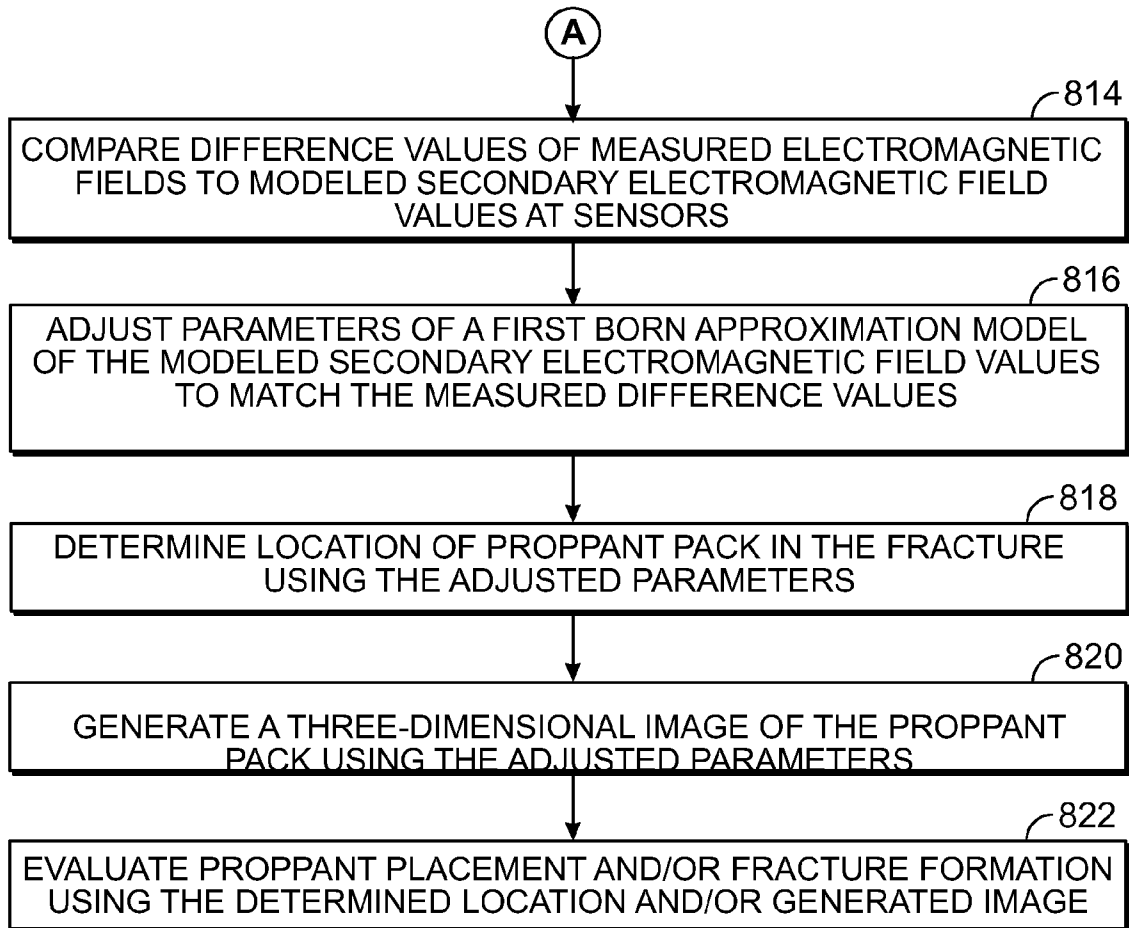 A
814
COMPARE DIFFERENCE VALUES OF MEASURED ELECTROMAGNETIC
FIELDS TO MODELED SECONDARY ELECTROMAGNETIC FIELD
VALUES AT SENSORS
816
ADJUST PARAMETERS OF A FIRST BORN APPROXIMATION MODEL
OF THE MODELED SECONDARY ELECTROMAGNETIC FIELD VALUES
TO MATCH THE MEASURED DIFFERENCE VALUES
818
DETERMINE LOCATION OF PROPPANT PACK IN THE FRACTURE
USING THE ADJUSTED PARAMETERS
820
GENERATE A THREE-DIMENSIONAL IMAGE OF THE PROPPANT
PACK USING THE ADJUSTED PARAMETERS
822
EVALUATE PROPPANT PLACEMENT AND/OR FRACTURE FORMATION
USING THE DETERMINED LOCATION AND/OR GENERATED IMAGE